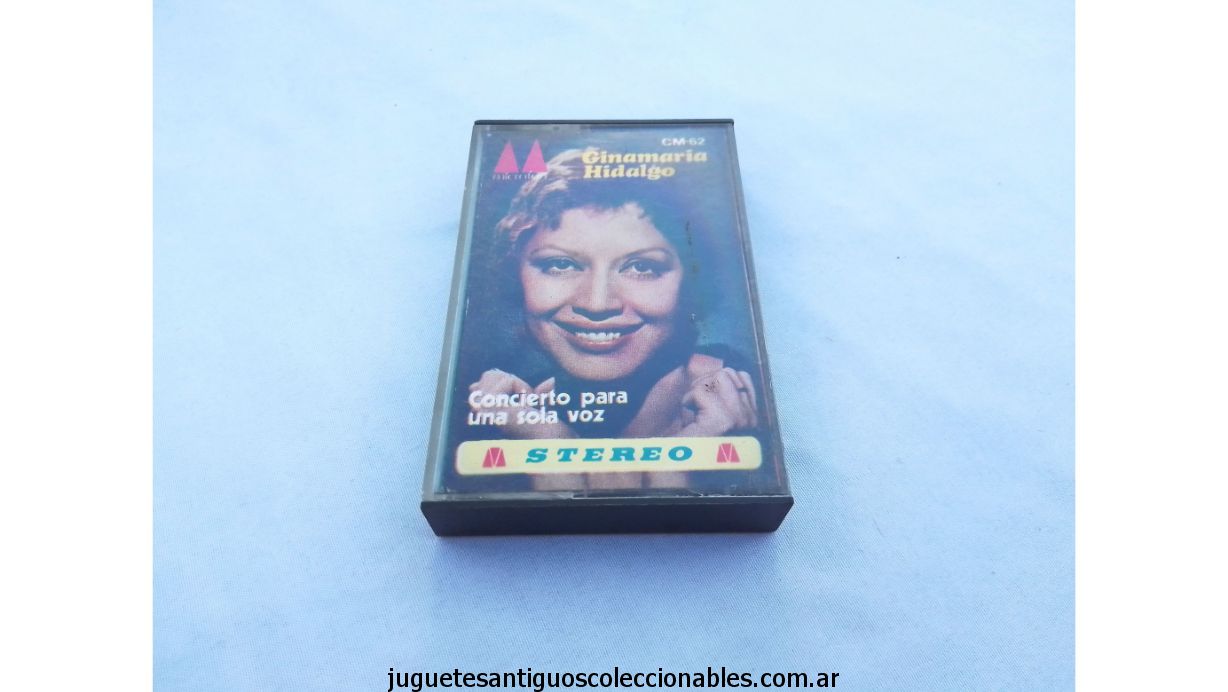 CM-62
Ginamaria
Hidalgo
Concierto para
una sola voz
STEREO
juguetesantiguoscoleccionables.com.ar